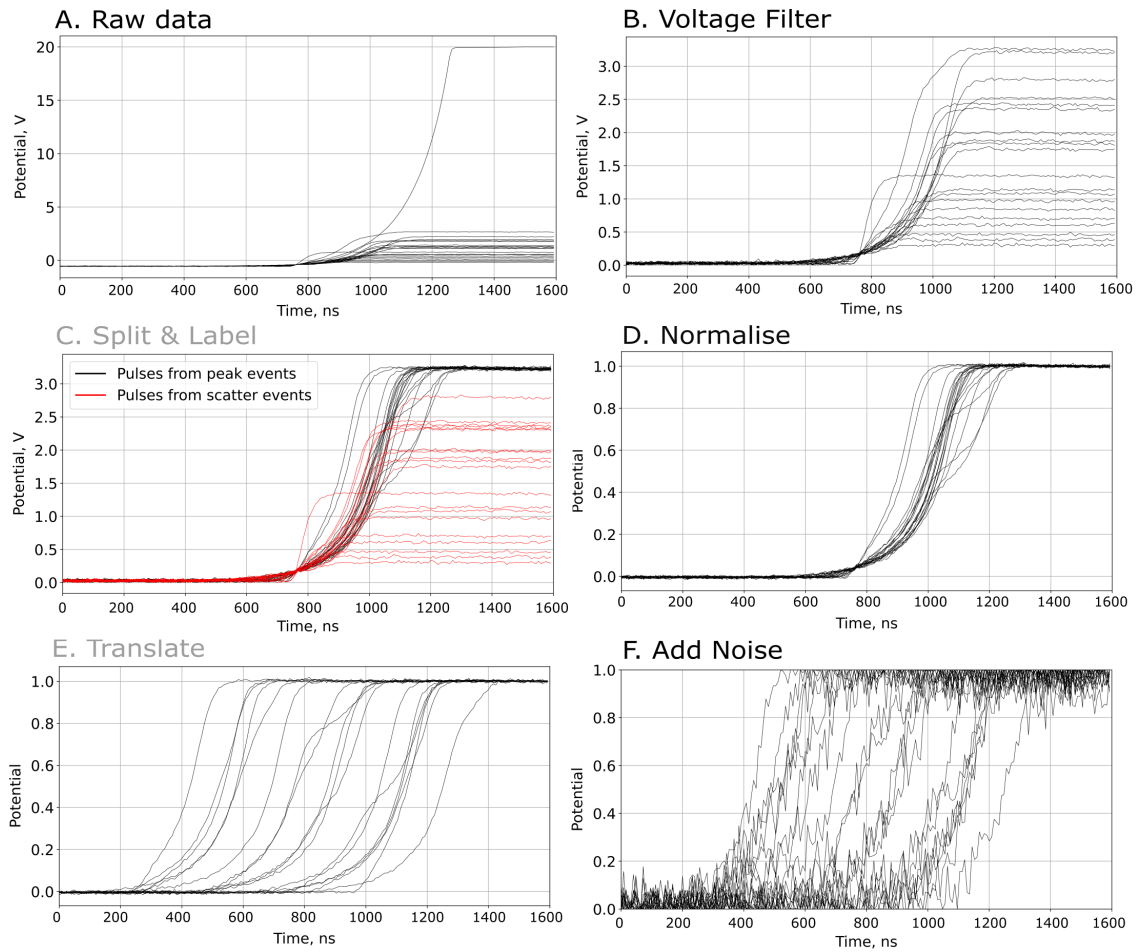 A. Raw data
20
15
10
5
0
Potential, V
0 200 400 600 800 1000 1200 1400 1600
Time, ns
B. Voltage Filter
3.0
2.5
2.0
1.5
1.0
0.5
0.0
Potential, V
0 200 400 600 800 1000 1200 1400 1600
Time, ns
C. Split & Label
Pulses from peak events
Pulses from scatter events
3.0
2.5
2.0
1.5
1.0
0.5
0.0
Potential, V
0 200 400 600 800 1000 1200 1400 1600
Time, ns
D. Normalise
1.0
0.8
0.6
0.4
0.2
0.0
Potential
0 200 400 600 800 1000 1200 1400 1600
Time, ns
E. Translate
1.0
0.8
0.6
0.4
0.2
0.0
Potential
0 200 400 600 800 1000 1200 1400 1600
Time, ns
F. Add Noise
1.0
0.8
0.6
0.4
0.2
0.0
Potential
0 200 400 600 800 1000 1200 1400 1600
Time, ns